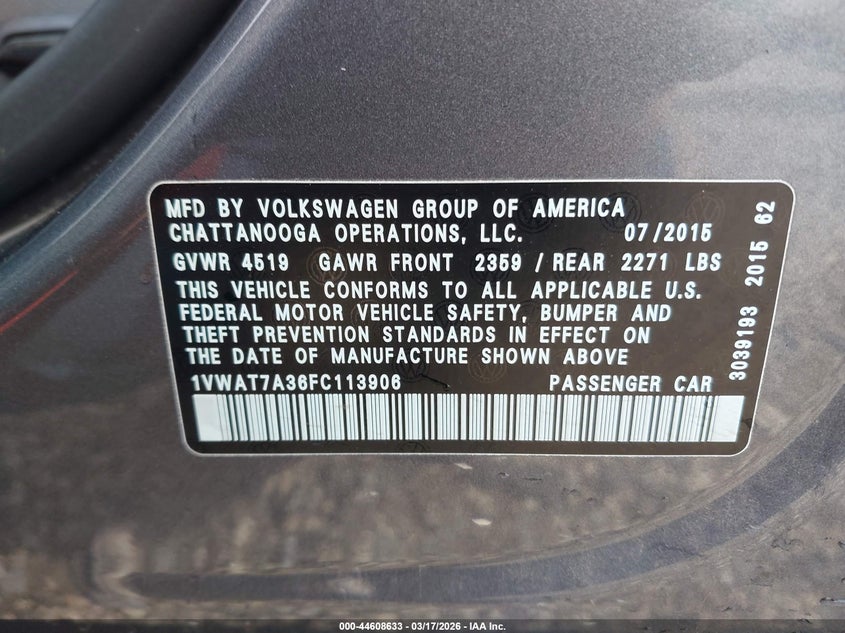 MFD BY VOLKSWAGEN GROUP OF AMERICA
CHATTANOOGA OPERATIONS, LLC. 07/2015
GVWR 4519 GAWR FRONT 2359 / REAR 2271 LBS
THIS VEHICLE CONFORMS TO ALL APPLICABLE U.S.
FEDERAL MOTOR VEHICLE SAFETY, BUMPER AND
THEFT PREVENTION STANDARDS IN EFFECT ON
THE DATE OF MANUFACTURE SHOWN ABOVE
1VWAT7A36FC113906 PASSENGER CAR
3039193 2015 62
000-44608633 — 03/17/2026 — IAA Inc.